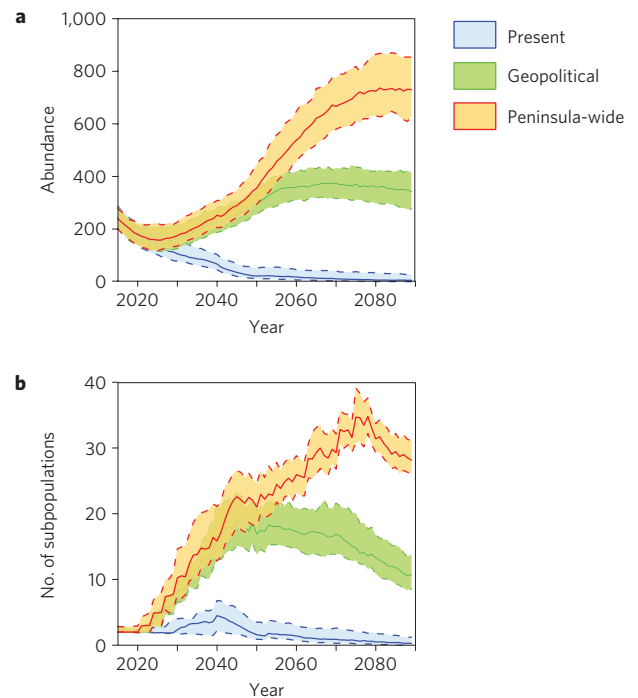 a
1,000
800
600
400
200
0
Abundance
2020
2040
2060
2080
Year
Present
Geopolitical
Peninsula-wide
b
40
30
20
10
0
No. of subpopulations
2020
2040
2060
2080
Year